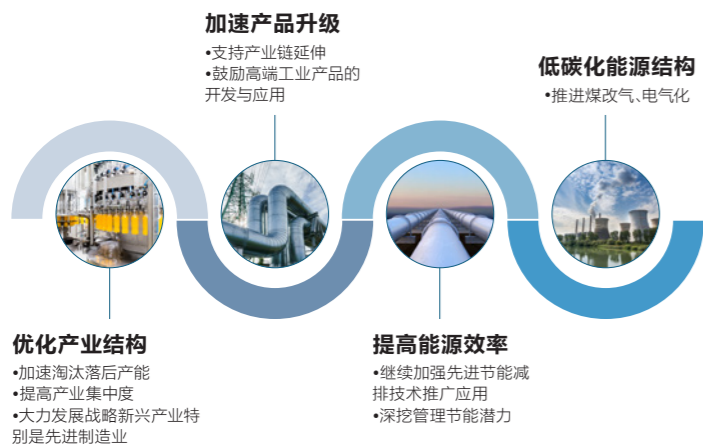 加速产品升级
•支持产业链延伸
•鼓励高端工业产品的
开发与应用
低碳化能源结构
•推进煤改气、电气化
优化产业结构
•加速淘汰落后产能
•提高产业集中度
•大力发展战略新兴产业特
别是先进制造业
提高能源效率
•继续加强先进节能减
排技术推广应用
•深挖管理节能潜力